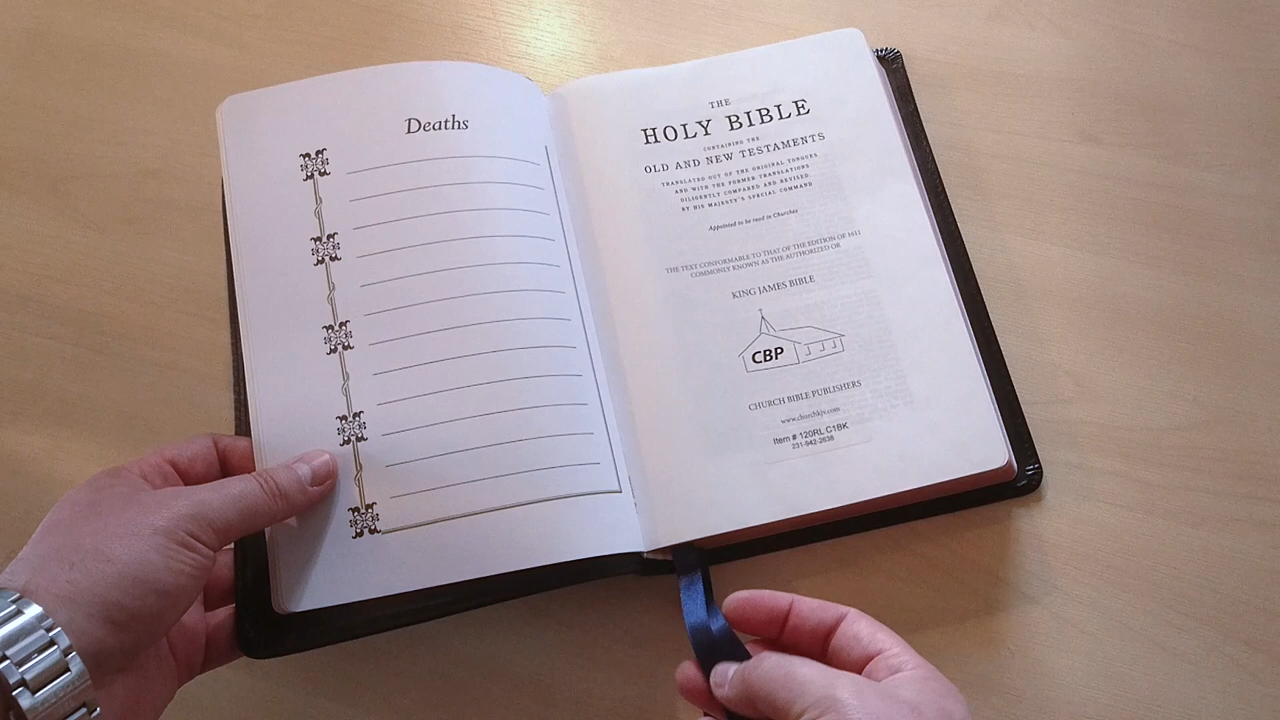 Deaths
THE
HOLY BIBLE
CONTAINING THE
OLD AND NEW TESTAMENTS
TRANSLATED OUT OF THE ORIGINAL TONGUES
AND WITH THE FORMER TRANSLATIONS
DILIGENTLY COMPARED AND REVISED,
BY HIS MAJESTY'S SPECIAL COMMAND
Appointed to be read in Churches
THE TEXT CONFORMABLE TO THAT OF THE EDITION OF 1611
COMMONLY KNOWN AS THE AUTHORIZED OR
KING JAMES BIBLE
CBP
CHURCH BIBLE PUBLISHERS
www.churchkjv.com
Item # 120RL C1BK
231-942-2638